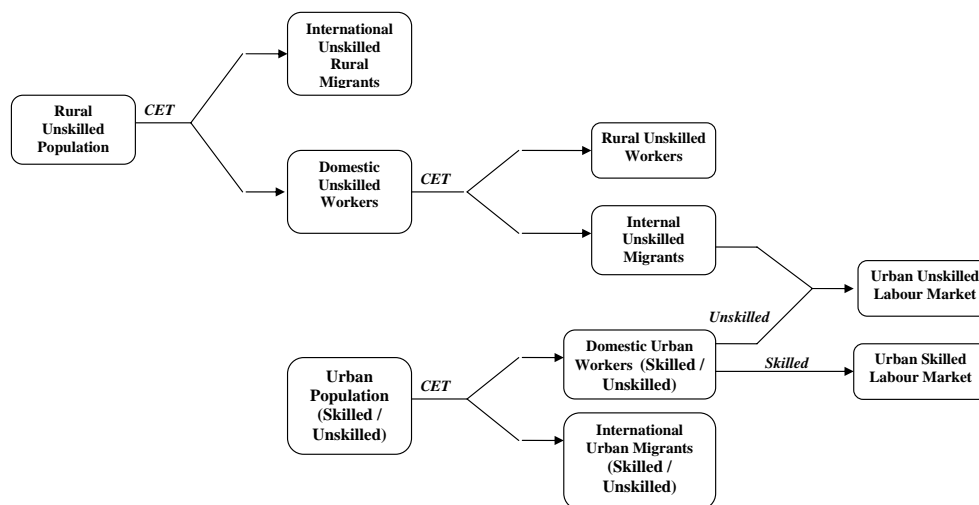 International
Unskilled
Rural
Migrants
CET
Rural
Unskilled
Population
Domestic
Unskilled
Workers
CET
Rural Unskilled
Workers
Internal
Unskilled
Migrants
Urban Unskilled
Labour Market
Unskilled
Domestic Urban
Workers (Skilled /
Unskilled)
Skilled
Urban Skilled
Labour Market
Urban
Population
(Skilled /
Unskilled)
CET
International
Urban Migrants
(Skilled /
Unskilled)